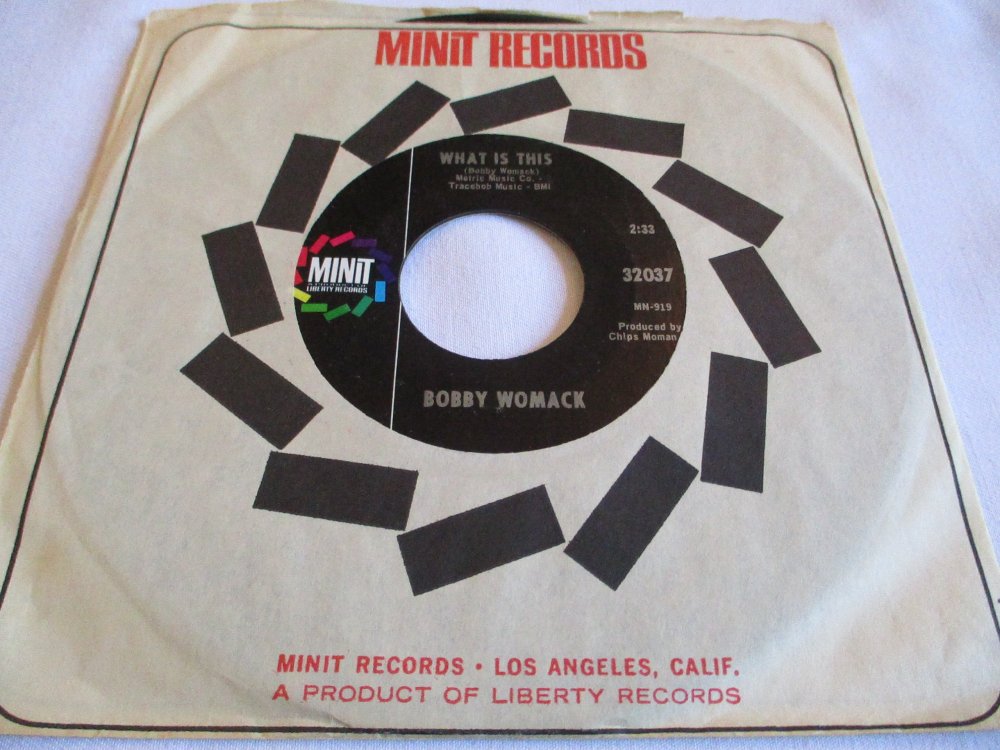 MINIT RECORDS
WHAT IS THIS
(Bobby Womack)
Metric Music Co. -
Tracebob Music - BMI
2:33
32037
MN-919
Produced by
Chips Moman
MINIT
LIBERTY RECORDS
BOBBY WOMACK
MINIT RECORDS • LOS ANGELES, CALIF.
A PRODUCT OF LIBERTY RECORDS